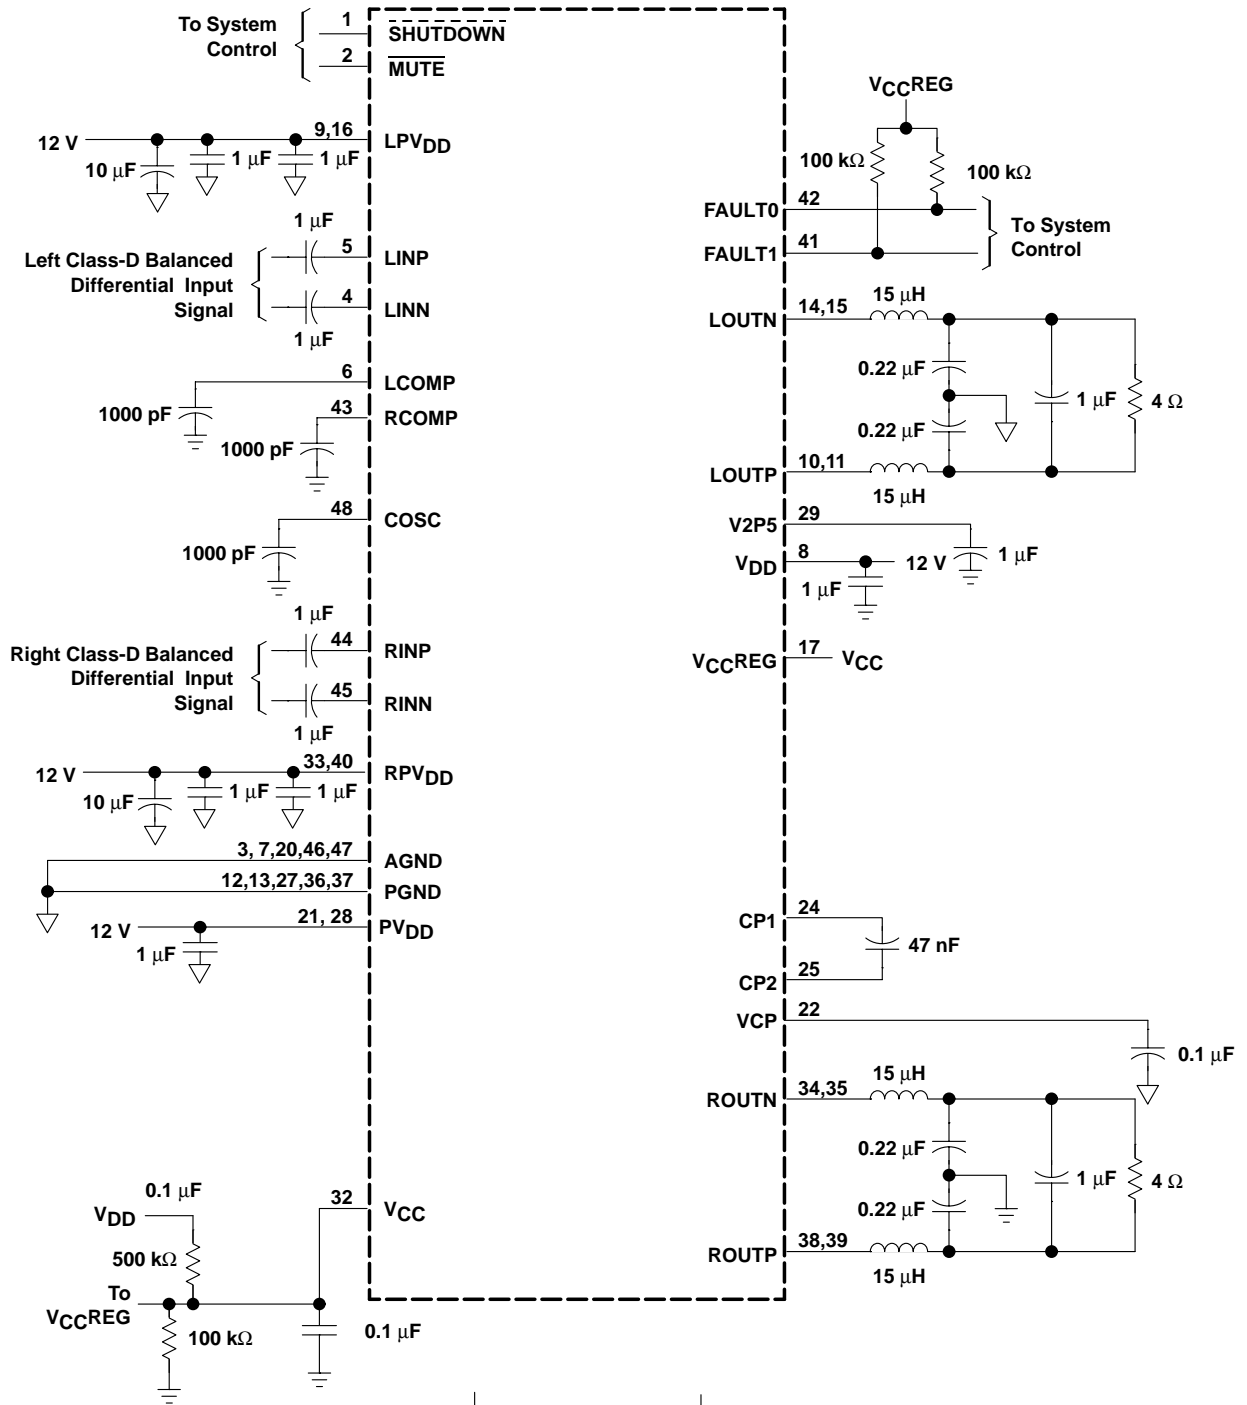 To System
Control
1
SHUTDOWN
2
MUTE
12 V
9,16
LPVDD
10 μF
1 μF
1 μF
VCCREG
100 kΩ
100 kΩ
FAULT0
42
FAULT1
41
To System
Control
1 μF
Left Class-D Balanced
Differential Input
Signal
5
LINP
4
LINN
1 μF
LOUTN
14,15
15 μH
0.22 μF
0.22 μF
1 μF
4 Ω
LOUTP
10,11
15 μH
6
LCOMP
1000 pF
43
RCOMP
1000 pF
48
COSC
1000 pF
V2P5
29
1 μF
VDD
8
12 V
1 μF
1 μF
Right Class-D Balanced
Differential Input
Signal
44
RINP
45
RINN
1 μF
VCCREG
17
VCC
12 V
33,40
RPVDD
10 μF
1 μF
1 μF
3, 7,20,46,47
AGND
12,13,27,36,37
PGND
12 V
21, 28
PVDD
1 μF
CP1
24
47 nF
CP2
25
VCP
22
0.1 μF
ROUTN
34,35
15 μH
0.22 μF
0.22 μF
1 μF
4 Ω
ROUTP
38,39
15 μH
0.1 μF
VDD
32
VCC
500 kΩ
To
VCCREG
100 kΩ
0.1 μF